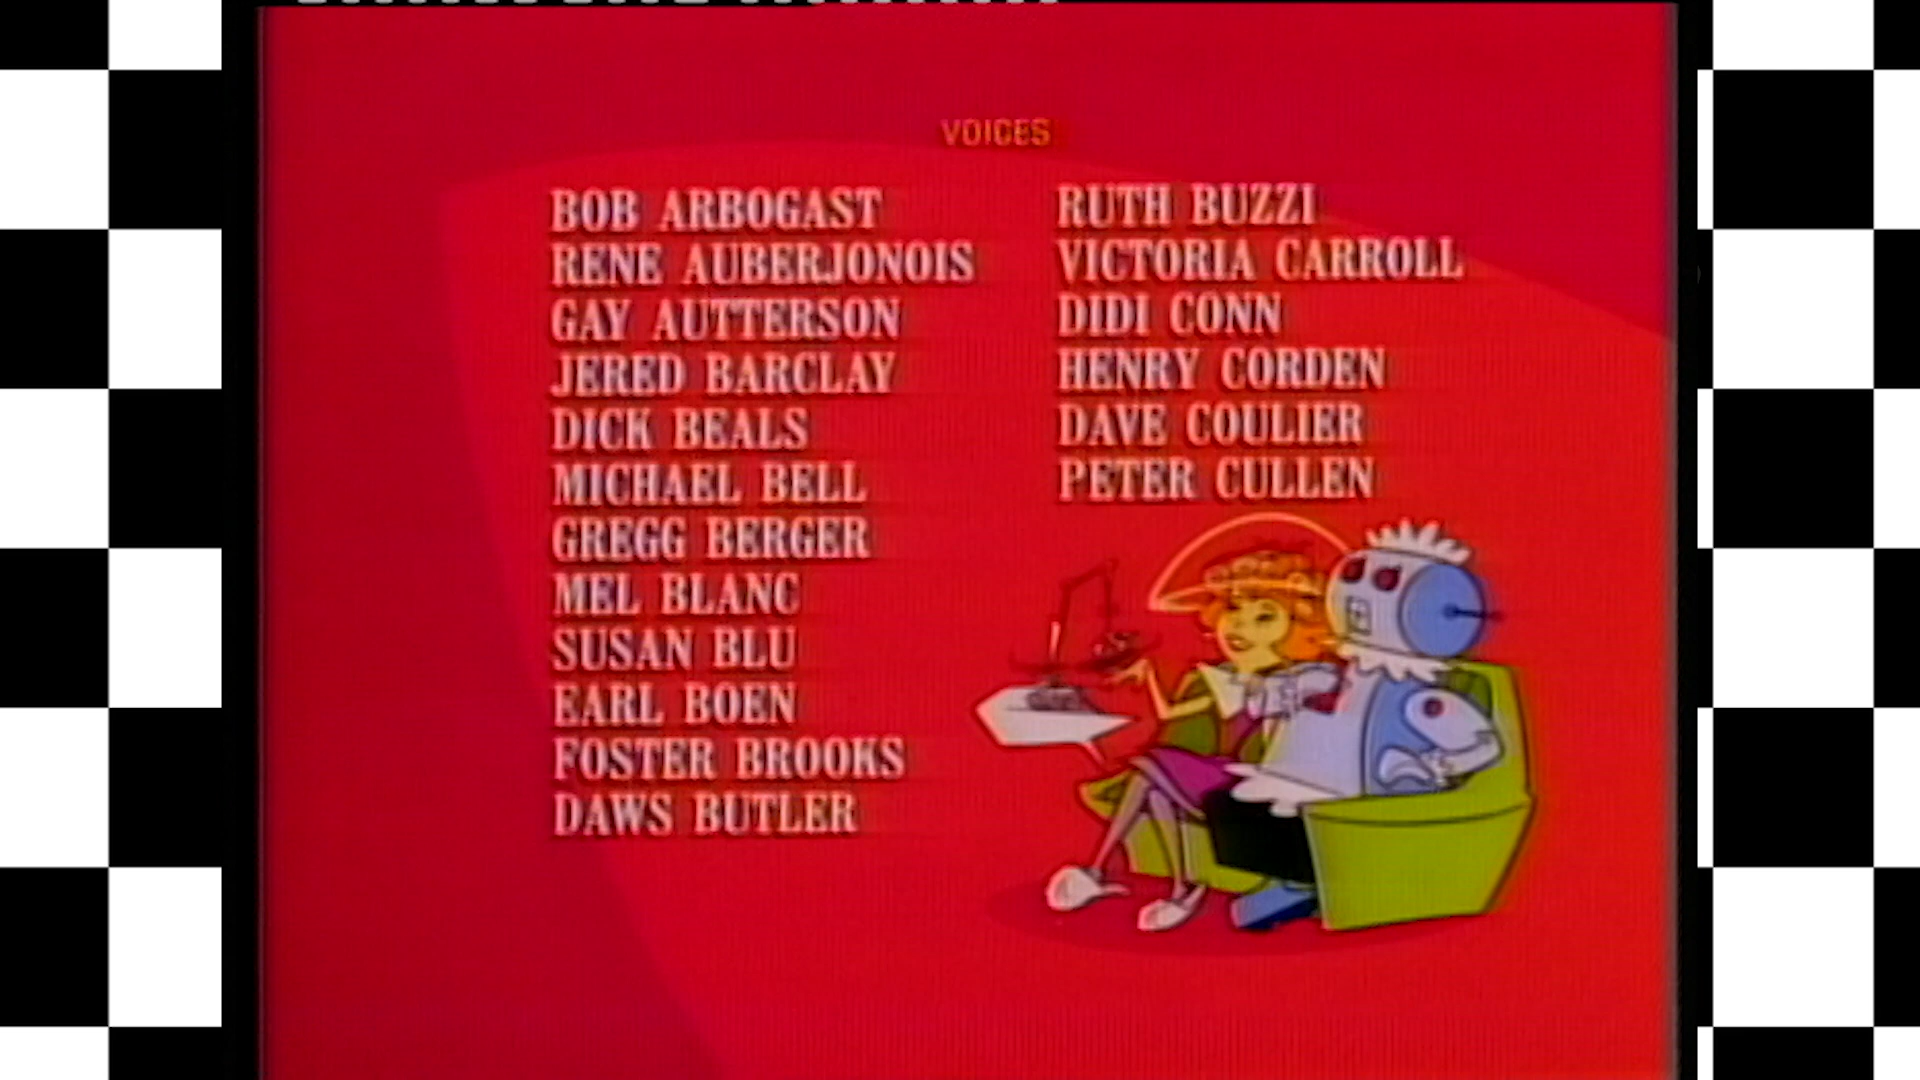 VOICES
BOB ARBOGAST
RENE AUBERJONOIS
GAY AUTTERSON
JERED BARCLAY
DICK BEALS
MICHAEL BELL
GREGG BERGER
MEL BLANC
SUSAN BLU
EARL BOEN
FOSTER BROOKS
DAWS BUTLER
RUTH BUZZI
VICTORIA CARROLL
DIDI CONN
HENRY CORDEN
DAVE COULIER
PETER CULLEN